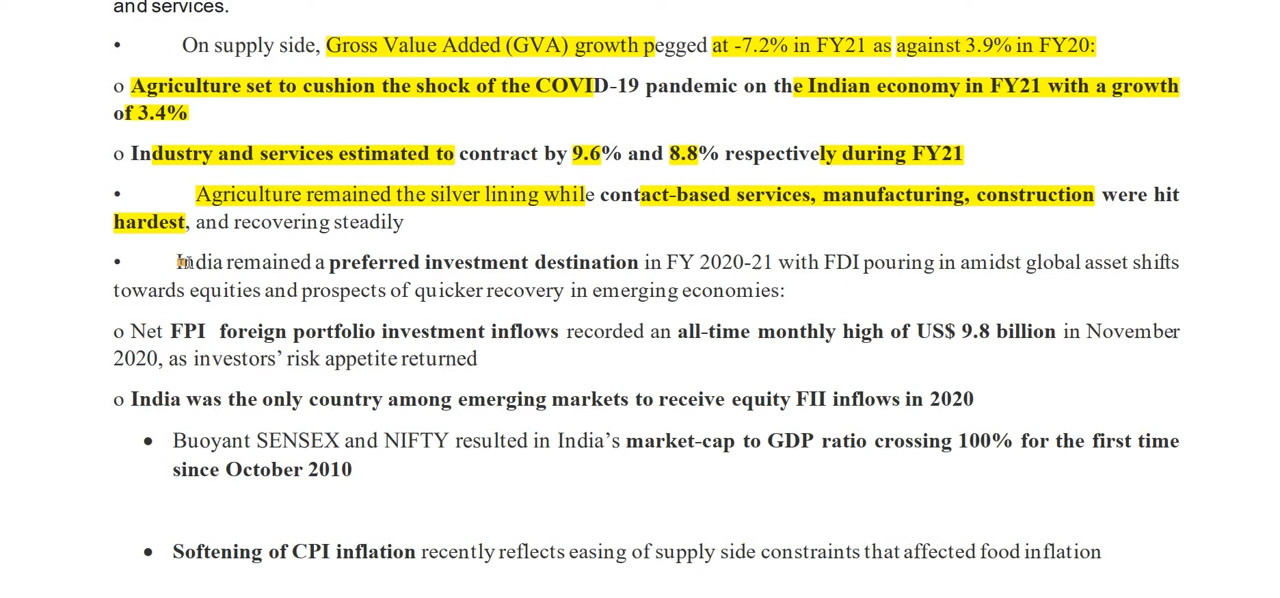 and services.
• On supply side, Gross Value Added (GVA) growth pegged at -7.2% in FY21 as against 3.9% in FY20:
o Agriculture set to cushion the shock of the COVID-19 pandemic on the Indian economy in FY21 with a growth
of 3.4%
o Industry and services estimated to contract by 9.6% and 8.8% respectively during FY21
• Agriculture remained the silver lining while contact-based services, manufacturing, construction were hit
hardest, and recovering steadily
• India remained a preferred investment destination in FY 2020-21 with FDI pouring in amidst global asset shifts
towards equities and prospects of quicker recovery in emerging economies:
o Net FPI foreign portfolio investment inflows recorded an all-time monthly high of US$ 9.8 billion in November
2020, as investors’ risk appetite returned
o India was the only country among emerging markets to receive equity FII inflows in 2020
• Buoyant SENSEX and NIFTY resulted in India’s market-cap to GDP ratio crossing 100% for the first time
since October 2010
• Softening of CPI inflation recently reflects easing of supply side constraints that affected food inflation